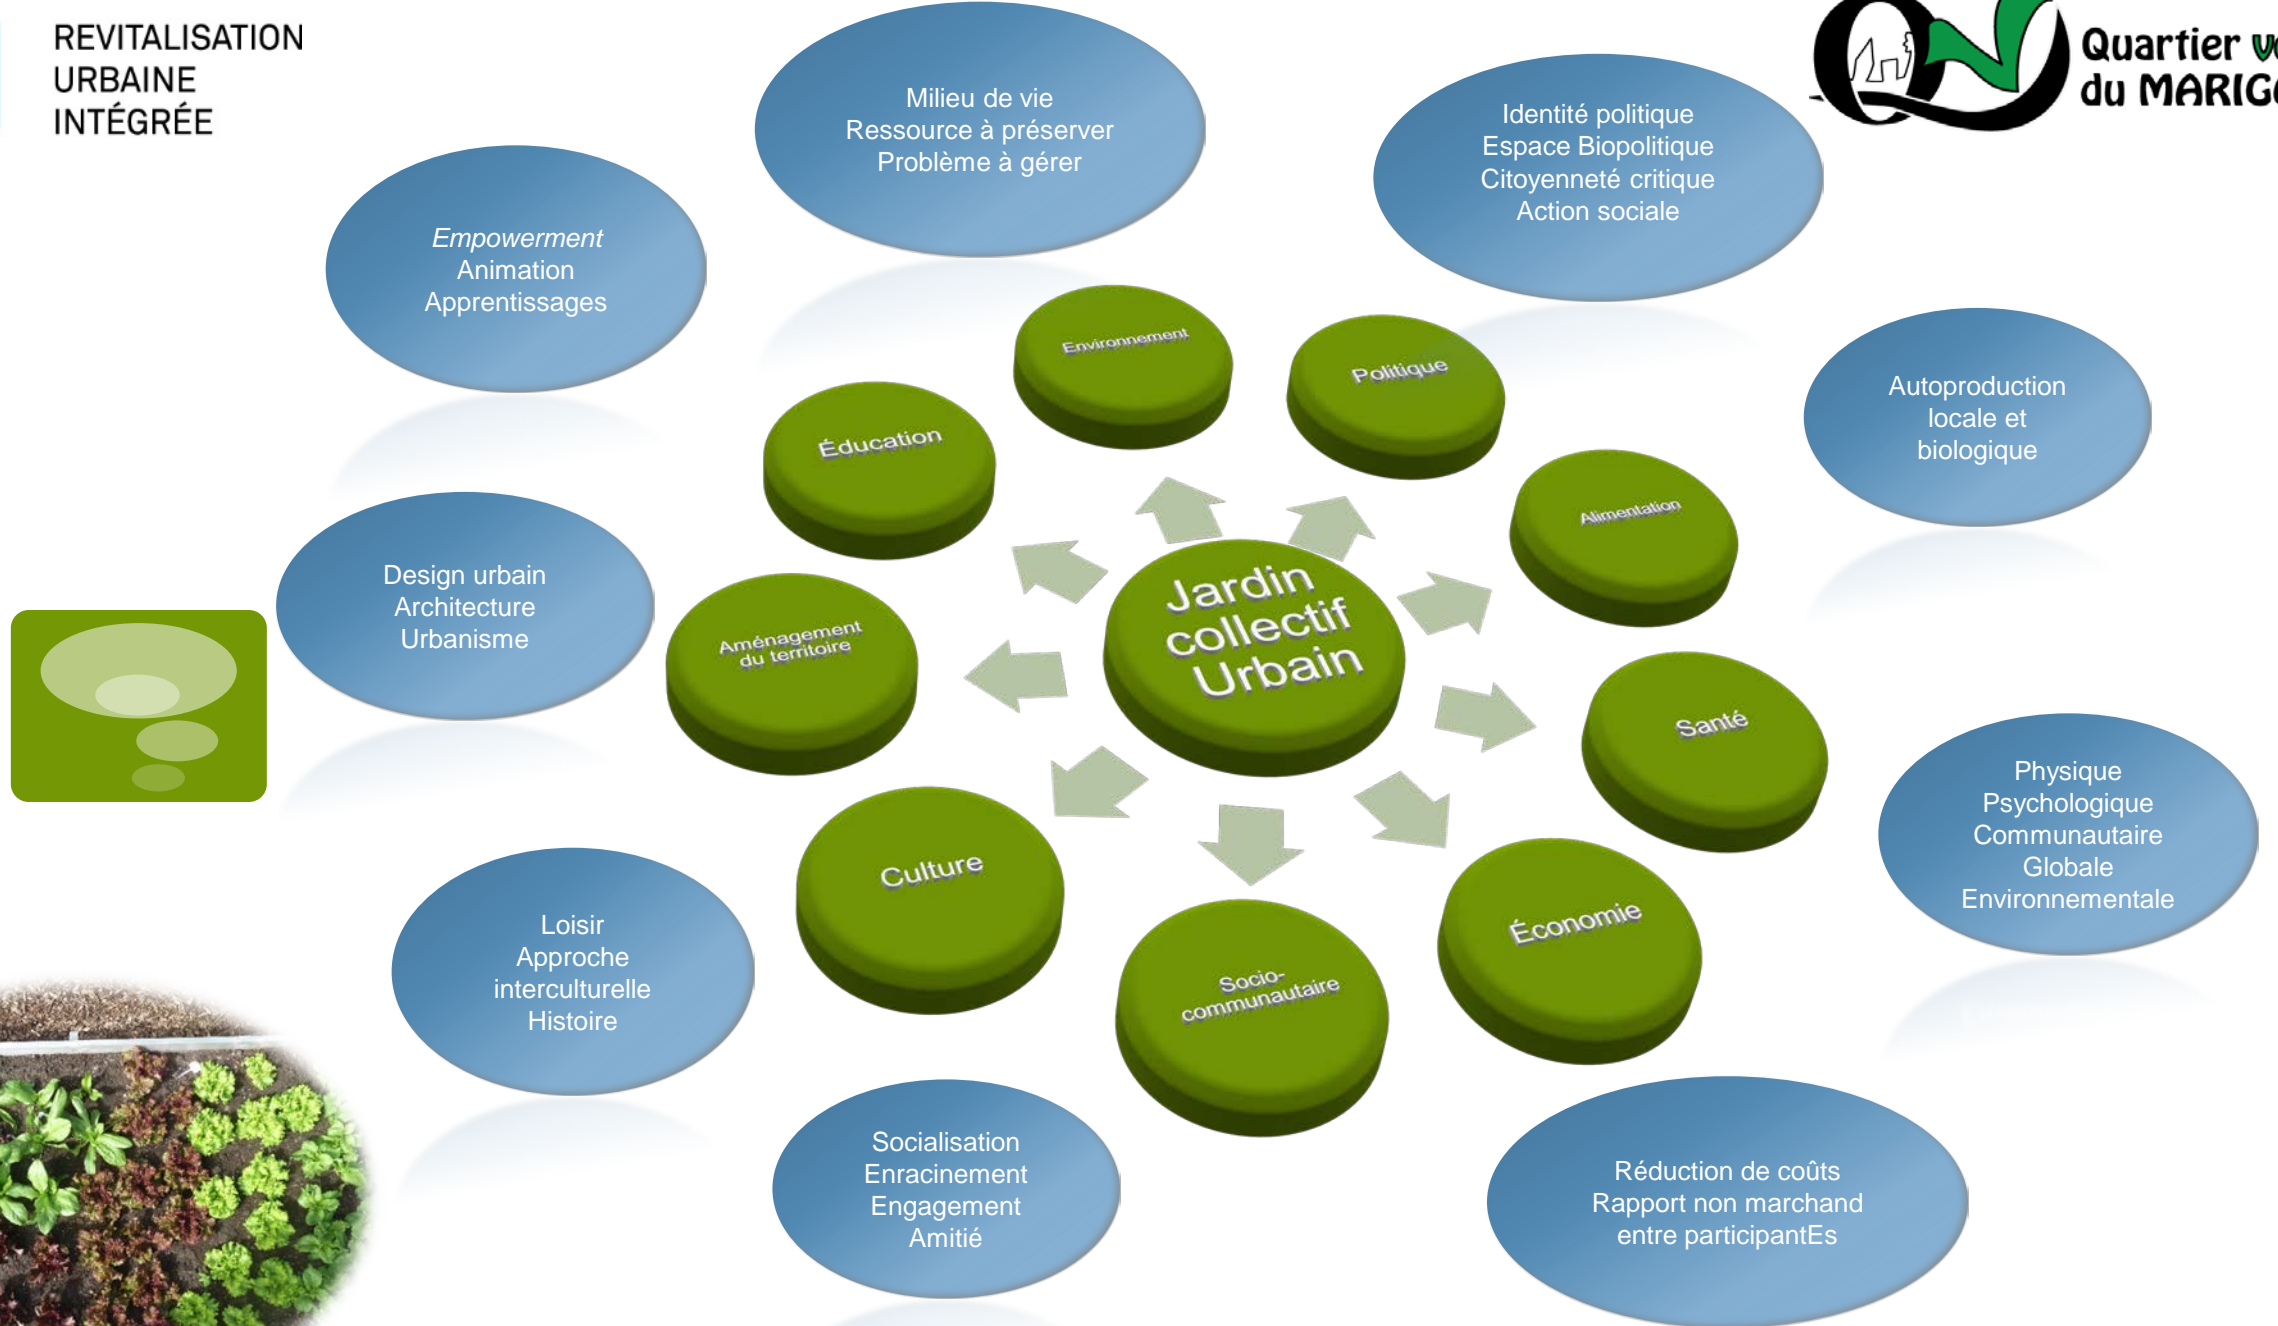 REVITALISATION
URBAINE
INTÉGRÉE
Quartier
du
Milieu de vie
Ressource à préserver
Problème à gérer
Identité politique
Espace Biopolitique
Citoyenneté critique
Action sociale
Empowerment
Animation
Apprentissages
Environnement
Politique
Autoproduction
locale et
biologique
Éducation
Alimentation
Design urbain
Architecture
Urbanisme
Aménagement
du territoire
Jardin
collectif
Urbain
Santé
Physique
Psychologique
Communautaire
Globale
Environnementale
Culture
Économie
Loisir
Approche
interculturelle
Histoire
Socio-
communautaire
Socialisation
Enracinement
Engagement
Amitié
Réduction de coûts
Rapport non marchand
entre participantEs